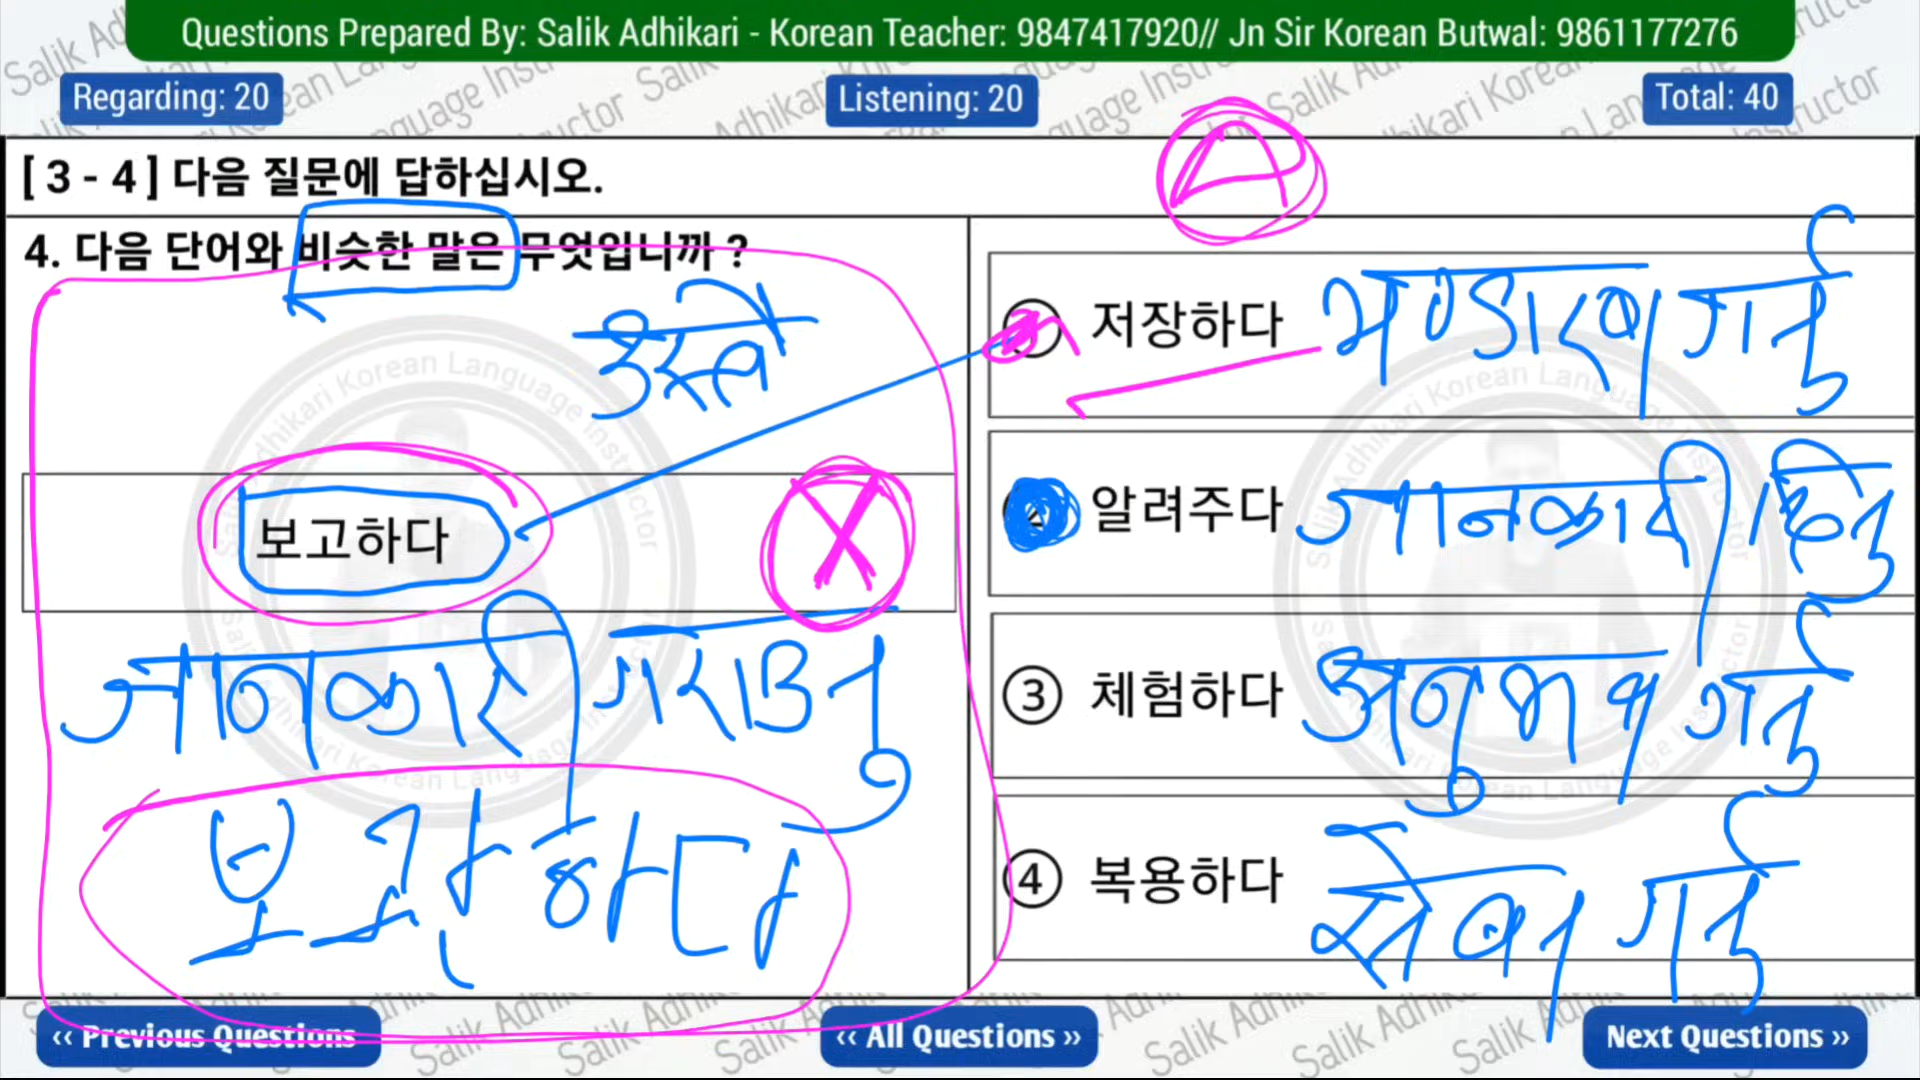 Questions Prepared By: Salik Adhikari - Korean Teacher: 9847417920// Jn Sir Korean Butwal: 9861177276
Regarding: 20
Listening: 20
Total: 40
[ 3 - 4 ] 다음 질문에 답하십시오.
4. 다음 단어와 비슷한 말은 무엇입니까 ?
उस्तै
보고하다
जानकारी गराउनु
보관하다
저장하다 भण्डारण गर्नु
알려주다 जानकारी दिनु
③ 체험하다 अनुभव गर्नु
④ 복용하다 सेवन गर्नु
‹‹ Previous Questions
‹‹ All Questions ››
Next Questions ››